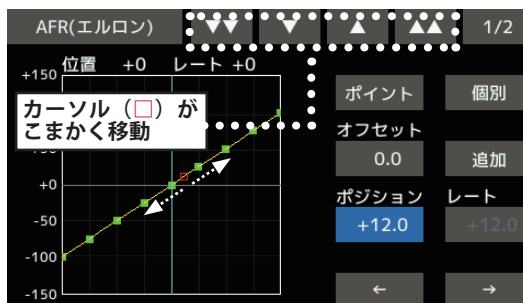 AFR(エルロン) ▼▼ ▼ ▲ ▲▲ 1/2
位置 +0 レート +0
+150
カーソル（□）が
こまかく移動
+0
-50
-100
-150
ポイント 個別
オフセット
0.0 追加
ポジション レート
+12.0 +12.0
← →